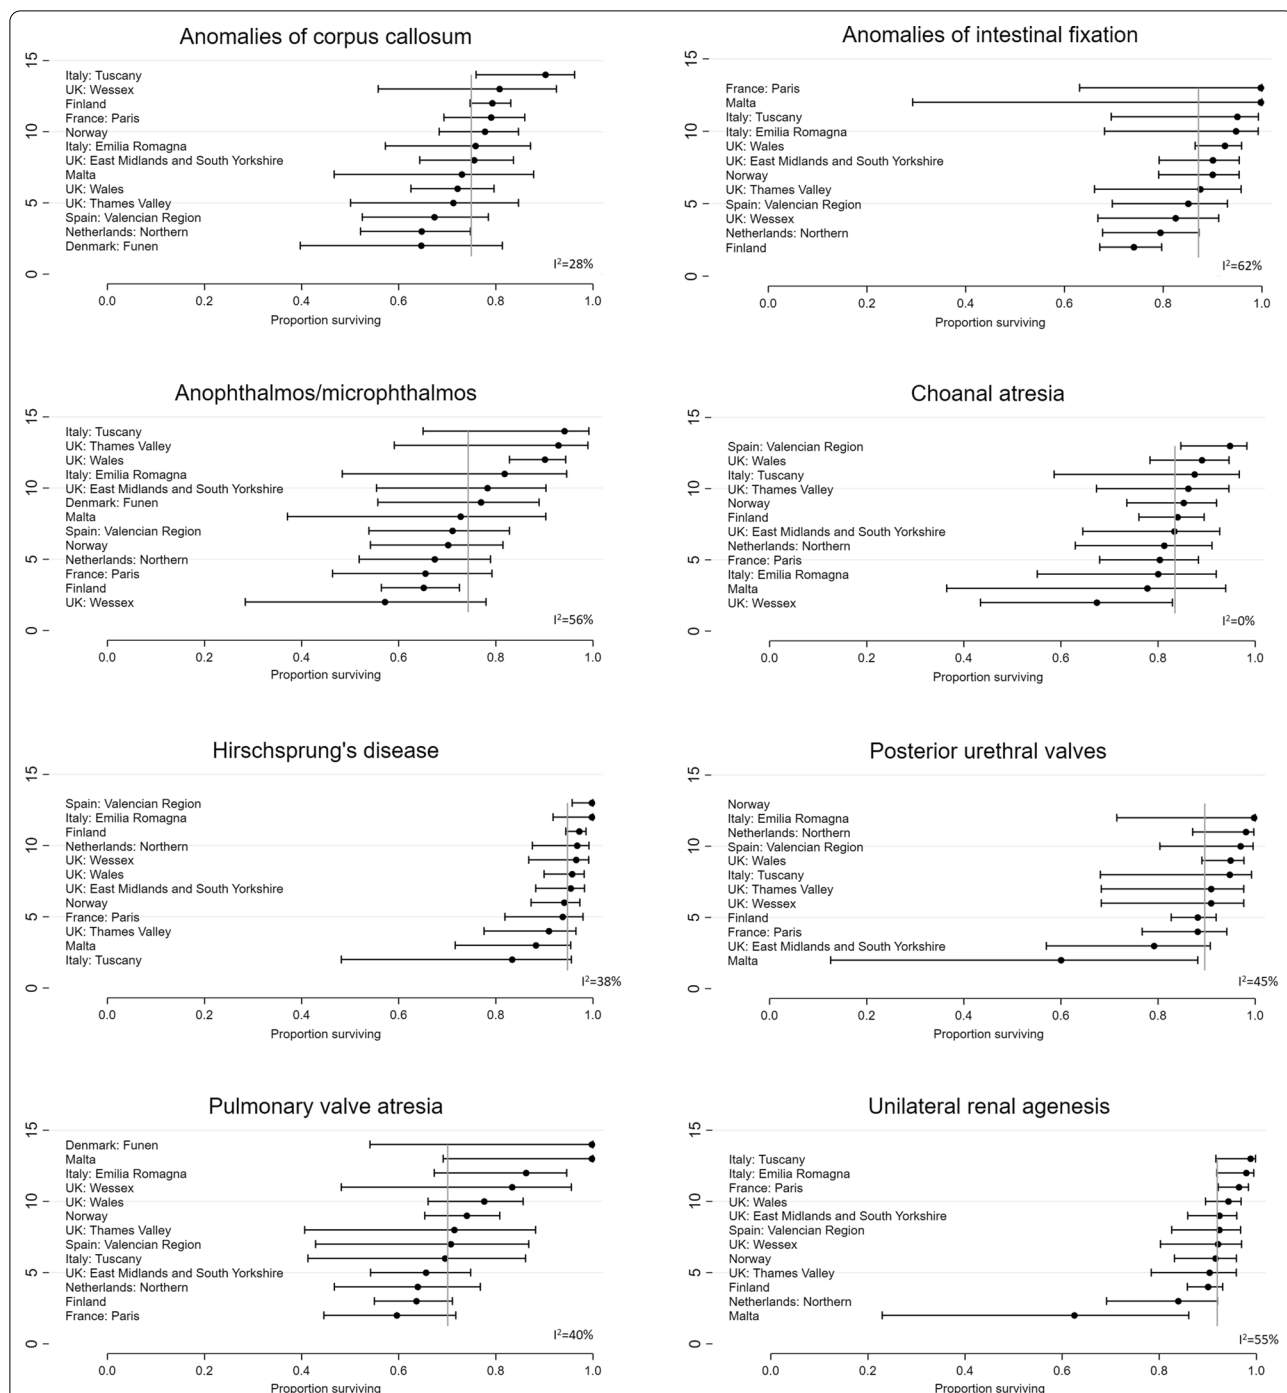 Anomalies of corpus callosum
15
10
5
0
Italy: Tuscany
UK: Wessex
Finland
France: Paris
Norway
Italy: Emilia Romagna
UK: East Midlands and South Yorkshire
Malta
UK: Wales
UK: Thames Valley
Spain: Valencian Region
Netherlands: Northern
Denmark: Funen
I²=28%
0.0 0.2 0.4 0.6 0.8 1.0
Proportion surviving
Anomalies of intestinal fixation
15
10
5
0
France: Paris
Malta
Italy: Tuscany
Italy: Emilia Romagna
UK: Wales
UK: East Midlands and South Yorkshire
Norway
UK: Thames Valley
Spain: Valencian Region
UK: Wessex
Netherlands: Northern
Finland
I²=62%
0.0 0.2 0.4 0.6 0.8 1.0
Proportion surviving
Anophthalmos/microphthalmos
15
10
5
0
Italy: Tuscany
UK: Thames Valley
UK: Wales
Italy: Emilia Romagna
UK: East Midlands and South Yorkshire
Denmark: Funen
Malta
Spain: Valencian Region
Norway
Netherlands: Northern
France: Paris
Finland
UK: Wessex
I²=56%
0.0 0.2 0.4 0.6 0.8 1.0
Proportion surviving
Choanal atresia
15
10
5
0
Spain: Valencian Region
UK: Wales
Italy: Tuscany
UK: Thames Valley
Norway
Finland
UK: East Midlands and South Yorkshire
Netherlands: Northern
France: Paris
Italy: Emilia Romagna
Malta
UK: Wessex
I²=0%
0.0 0.2 0.4 0.6 0.8 1.0
Proportion surviving
Hirschsprung's disease
15
10
5
0
Spain: Valencian Region
Italy: Emilia Romagna
Finland
Netherlands: Northern
UK: Wessex
UK: Wales
UK: East Midlands and South Yorkshire
Norway
France: Paris
UK: Thames Valley
Malta
Italy: Tuscany
I²=38%
0.0 0.2 0.4 0.6 0.8 1.0
Proportion surviving
Posterior urethral valves
15
10
5
0
Norway
Italy: Emilia Romagna
Netherlands: Northern
Spain: Valencian Region
UK: Wales
Italy: Tuscany
UK: Thames Valley
UK: Wessex
Finland
France: Paris
UK: East Midlands and South Yorkshire
Malta
I²=45%
0.0 0.2 0.4 0.6 0.8 1.0
Proportion surviving
Pulmonary valve atresia
15
10
5
0
Denmark: Funen
Malta
Italy: Emilia Romagna
UK: Wessex
UK: Wales
Norway
UK: Thames Valley
Spain: Valencian Region
Italy: Tuscany
UK: East Midlands and South Yorkshire
Netherlands: Northern
Finland
France: Paris
I²=40%
0.0 0.2 0.4 0.6 0.8 1.0
Proportion surviving
Unilateral renal agenesis
15
10
5
0
Italy: Tuscany
Italy: Emilia Romagna
France: Paris
UK: Wales
UK: East Midlands and South Yorkshire
Spain: Valencian Region
UK: Wessex
Norway
UK: Thames Valley
Finland
Netherlands: Northern
Malta
I²=55%
0.0 0.2 0.4 0.6 0.8 1.0
Proportion surviving